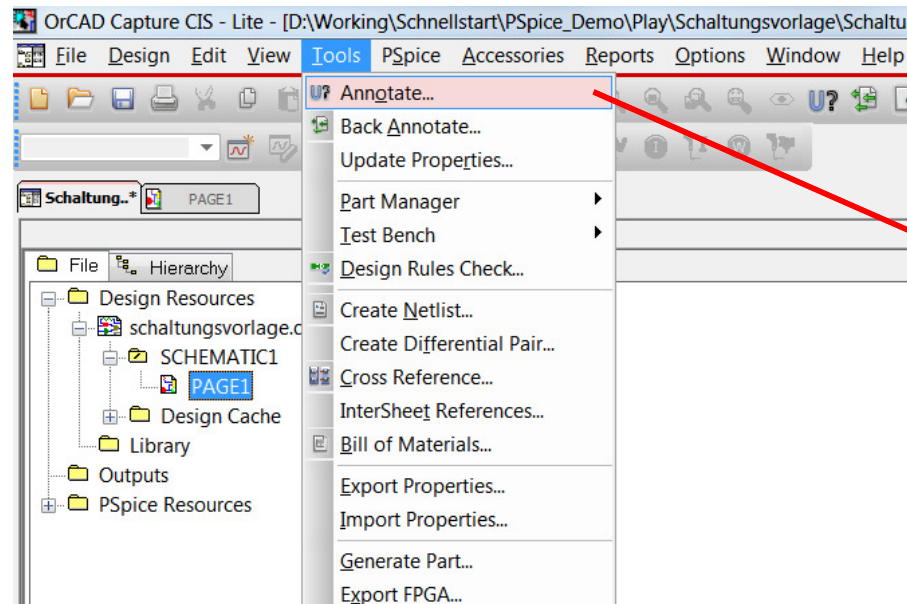 OrCAD Capture CIS - Lite - [D:\Working\Schnellstart\PSpice_Demo\Play\Schaltungsvorlage\Schaltu
File Design Edit View Tools PSpice Accessories Reports Options Window Help
U? Annotate... U?
Back Annotate...
Update Properties...
Schaltung..* PAGE1
Part Manager
Test Bench
File Hierarchy
Design Rules Check...
Design Resources
Create Netlist...
schaltungsvorlage.d
Create Differential Pair...
SCHEMATIC1
Cross Reference...
PAGE1
InterSheet References...
Design Cache
Bill of Materials...
Library
Outputs
Export Properties...
PSpice Resources
Import Properties...
Generate Part...
Export FPGA...